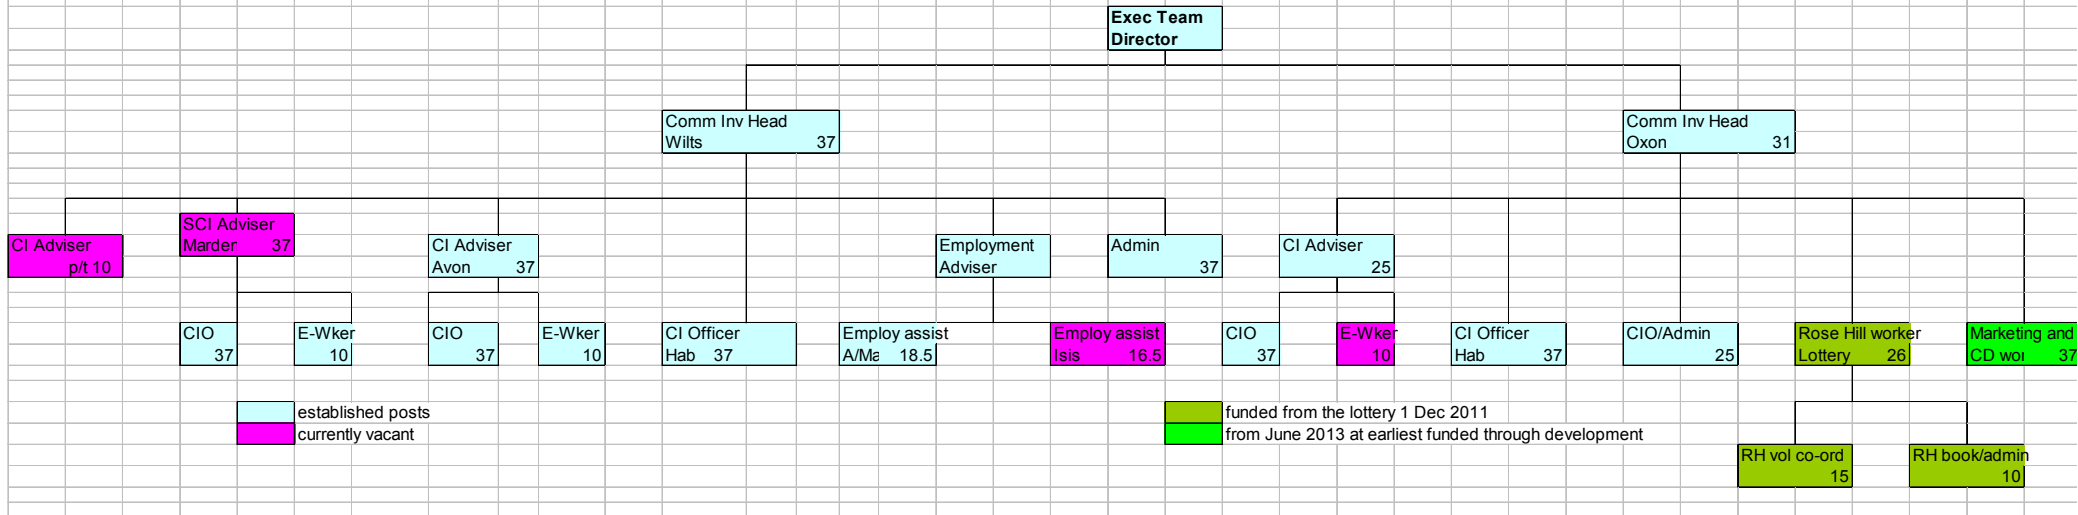 Exec Team
Director
Comm Inv Head
Wilts 37
Comm Inv Head
Oxon 31
CI Adviser
p/t 10
SCI Adviser
Marden 37
CI Adviser
Avon 37
Employment
Adviser
Admin
37
CI Adviser
25
CIO
37
E-Wker
10
CIO
37
E-Wker
10
CI Officer
Hab 37
Employ assist
A/Ma 18.5
Employ assist
Isis 16.5
CIO
37
E-Wker
10
CI Officer
Hab 37
CIO/Admin
25
Rose Hill worker
Lottery 26
Marketing and
CD wor 37
established posts
currently vacant
funded from the lottery 1 Dec 2011
from June 2013 at earliest funded through development
RH vol co-ord
15
RH book/admin
10